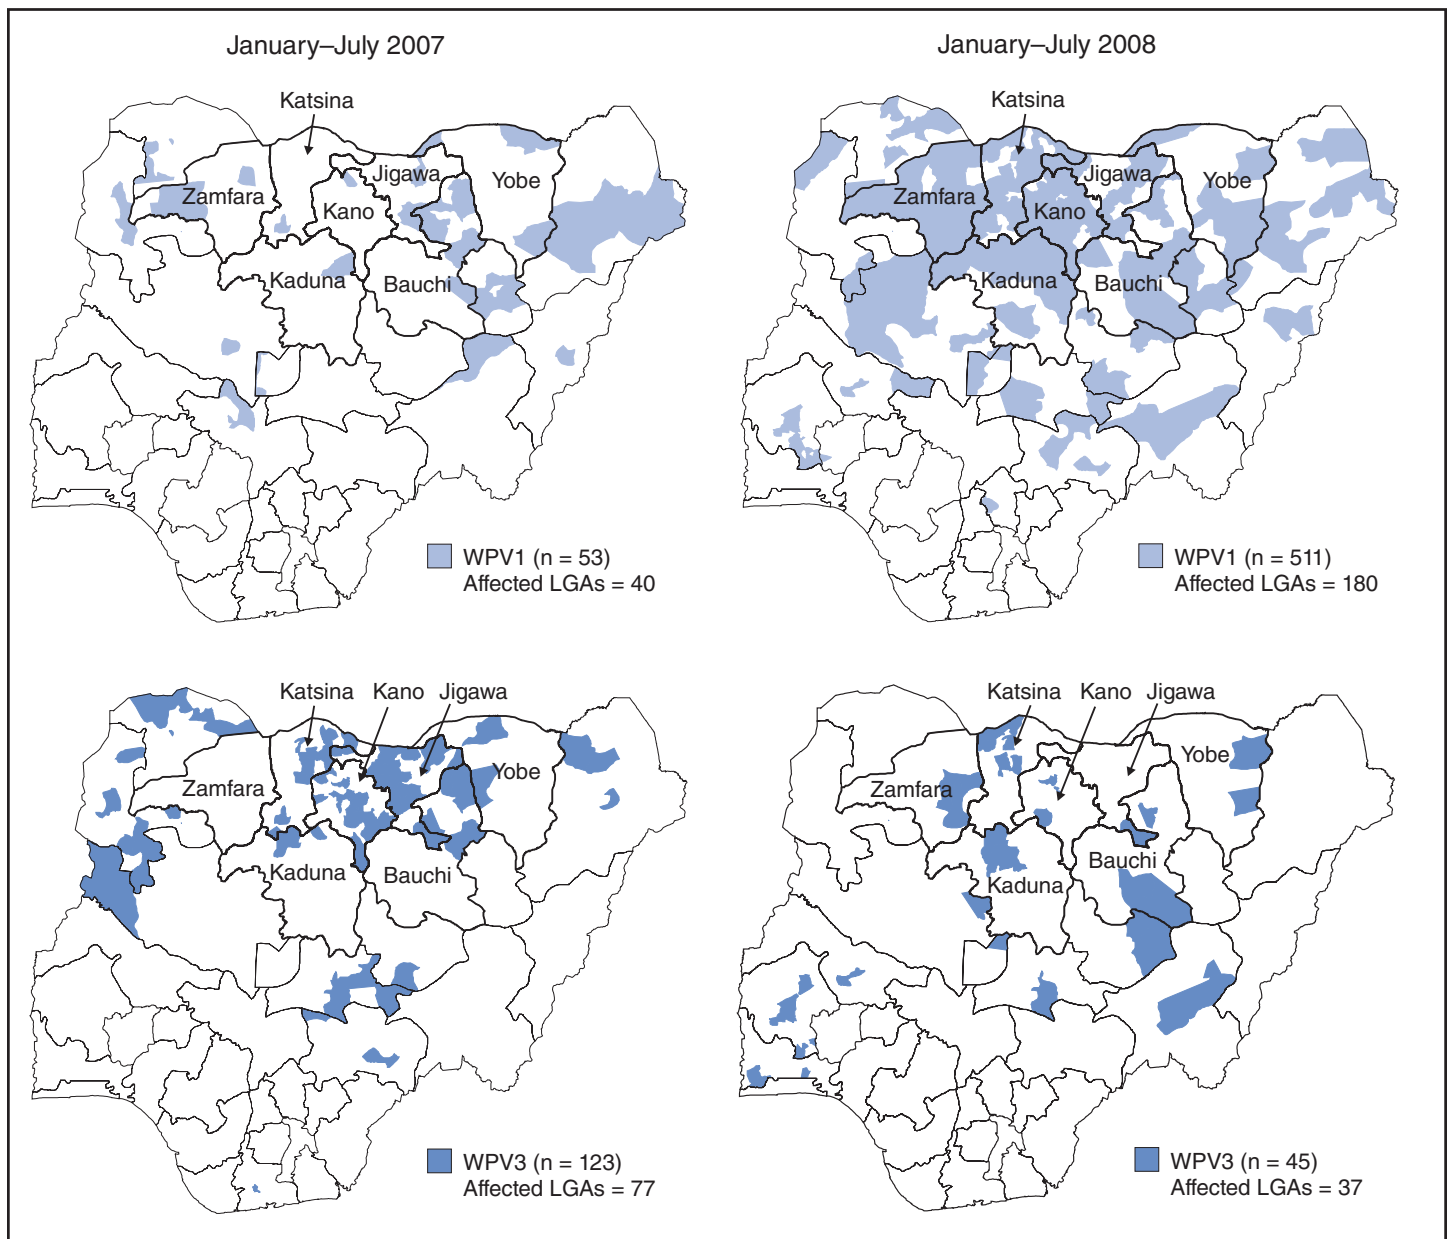 January–July 2007
January–July 2008
Katsina
Zamfara
Jigawa
Yobe
Kano
Kaduna
Bauchi
WPV1 (n = 53)
Affected LGAs = 40
Katsina
Zamfara
Jigawa
Yobe
Kano
Kaduna
Bauchi
WPV1 (n = 511)
Affected LGAs = 180
Katsina
Kano
Jigawa
Zamfara
Yobe
Kaduna
Bauchi
WPV3 (n = 123)
Affected LGAs = 77
Katsina
Kano
Jigawa
Yobe
Zamfara
Bauchi
Kaduna
WPV3 (n = 45)
Affected LGAs = 37